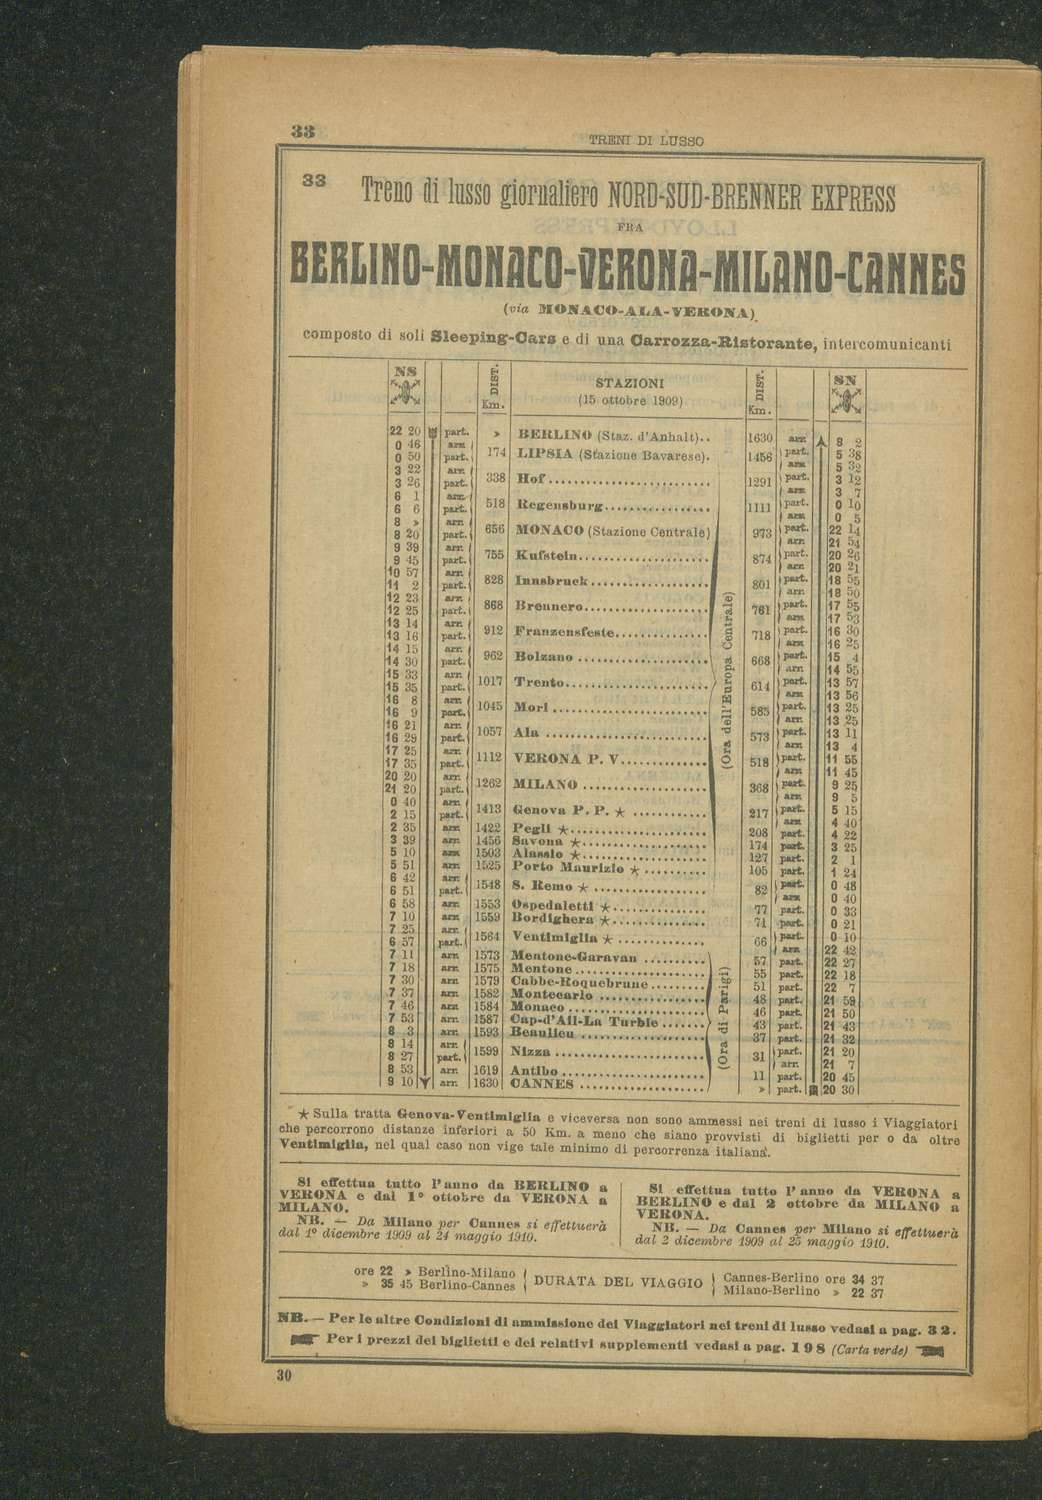 33
TRENI DI LUSSO
33 Treno di lusso giornaliero NORD-SUD-BRENNER EXPRESS
FRA
BERLINO-MONACO-VERONA-MILANO-CANNES
(via MONACO-ALA-VERONA).
composto di soli Sleeping-Cars e di una Carrozza-Ristorante, intercomunicanti
NS DIST. Km. STAZIONI (15 ottobre 1909) DIST. Km. SN
22 20 part. » BERLINO (Staz. d'Anhalt).. 1630 arr. 8 2
0 46 arr. 174 LIPSIA (Stazione Bavarese). 1456 part. 5 38
0 50 part. arr. 5 32
3 22 arr. 338 Hof 1291 part. 3 12
3 26 part. arr. 3 7
6 1 arr. 518 Regensburg 1111 part. 0 10
6 6 part. arr. 0 5
8 » arr. 656 MONACO (Stazione Centrale) 973 part. 22 14
8 20 part. arr. 21 54
9 39 arr. 755 Kufstein 874 part. 20 26
9 45 part. arr. 20 21
10 57 arr. 828 Innsbruck 801 part. 18 55
11 2 part. arr. 18 50
12 23 arr. 868 Brennero 761 part. 17 55
12 25 part. arr. 17 53
13 14 arr. 912 Franzensfeste 718 part. 16 30
13 16 part. arr. 16 25
14 15 arr. 962 Bolzano 668 part. 15 4
14 30 part. arr. 14 55
15 33 arr. 1017 Trento 614 part. 13 57
15 35 part. arr. 13 56
16 8 arr. 1045 Mori 585 part. 13 25
16 9 part. arr. 13 25
16 21 arr. 1057 Ala 573 part. 13 11
16 29 part. arr. 13 4
17 25 arr. 1112 VERONA P. V. 518 part. 11 55
17 35 part. arr. 11 45
20 20 arr. 1262 MILANO 368 part. 9 25
21 20 part. arr. 9 5
0 40 arr. 1413 Genova P. P. ★ 217 part. 5 15
2 15 part. arr. 4 40
2 35 arr. 1422 Pegli ★ 208 part. 4 22
3 39 arr. 1456 Savona ★ 174 part. 3 25
5 10 arr. 1503 Alassio ★ 127 part. 2 1
5 51 arr. 1525 Porto Maurizio ★ 105 part. 1 24
6 42 arr. 1548 S. Remo ★ 82 part. 0 48
6 51 part. arr. 0 40
6 58 arr. 1553 Ospedaletti ★ 77 part. 0 33
7 10 arr. 1559 Bordighera ★ 71 part. 0 21
7 25 arr. 1564 Ventimiglia ★ 66 part. 0 10
6 57 part. arr. 22 42
7 11 arr. 1573 Mentone-Garavan 57 part. 22 27
7 18 arr. 1575 Mentone 55 part. 22 18
7 30 arr. 1579 Cabbe-Roquebrune 51 part. 22 7
7 37 arr. 1582 Montecarlo 48 part. 21 59
7 46 arr. 1584 Monaco 46 part. 21 50
7 53 arr. 1587 Cap-d'Ail-La Turbie 43 part. 21 43
8 3 arr. 1593 Beaulieu 37 part. 21 32
8 14 arr. 1599 Nizza 31 part. 21 20
8 27 part. arr. 21 7
8 53 arr. 1619 Antibo 11 part. 20 45
9 10 arr. 1630 CANNES » part. 20 30
(Ora dell'Europa Centrale)
(Ora di Parigi)
★ Sulla tratta Genova-Ventimiglia e viceversa non sono ammessi nei treni di lusso i Viaggiatori
che percorrono distanze inferiori a 50 Km. a meno che siano provvisti di biglietti per o da oltre
Ventimiglia, nel qual caso non vige tale minimo di percorrenza italiana.
Si effettua tutto l'anno da BERLINO a
VERONA e dal 1º ottobre da VERONA a
MILANO.
NB. — Da Milano per Cannes si effettuerà
dal 1º dicembre 1909 al 24 maggio 1910.
Si effettua tutto l'anno da VERONA a
BERLINO e dal 2 ottobre da MILANO a
VERONA.
NB. — Da Cannes per Milano si effettuerà
dal 2 dicembre 1909 al 25 maggio 1910.
ore 22 » Berlino-Milano
» 35 45 Berlino-Cannes
DURATA DEL VIAGGIO
Cannes-Berlino ore 34 37
Milano-Berlino » 22 37
NB. — Per le altre Condizioni di ammissione dei Viaggiatori nei treni di lusso vedasi a pag. 32.
Per i prezzi dei biglietti e dei relativi supplementi vedasi a pag. 198 (Carta verde)
30